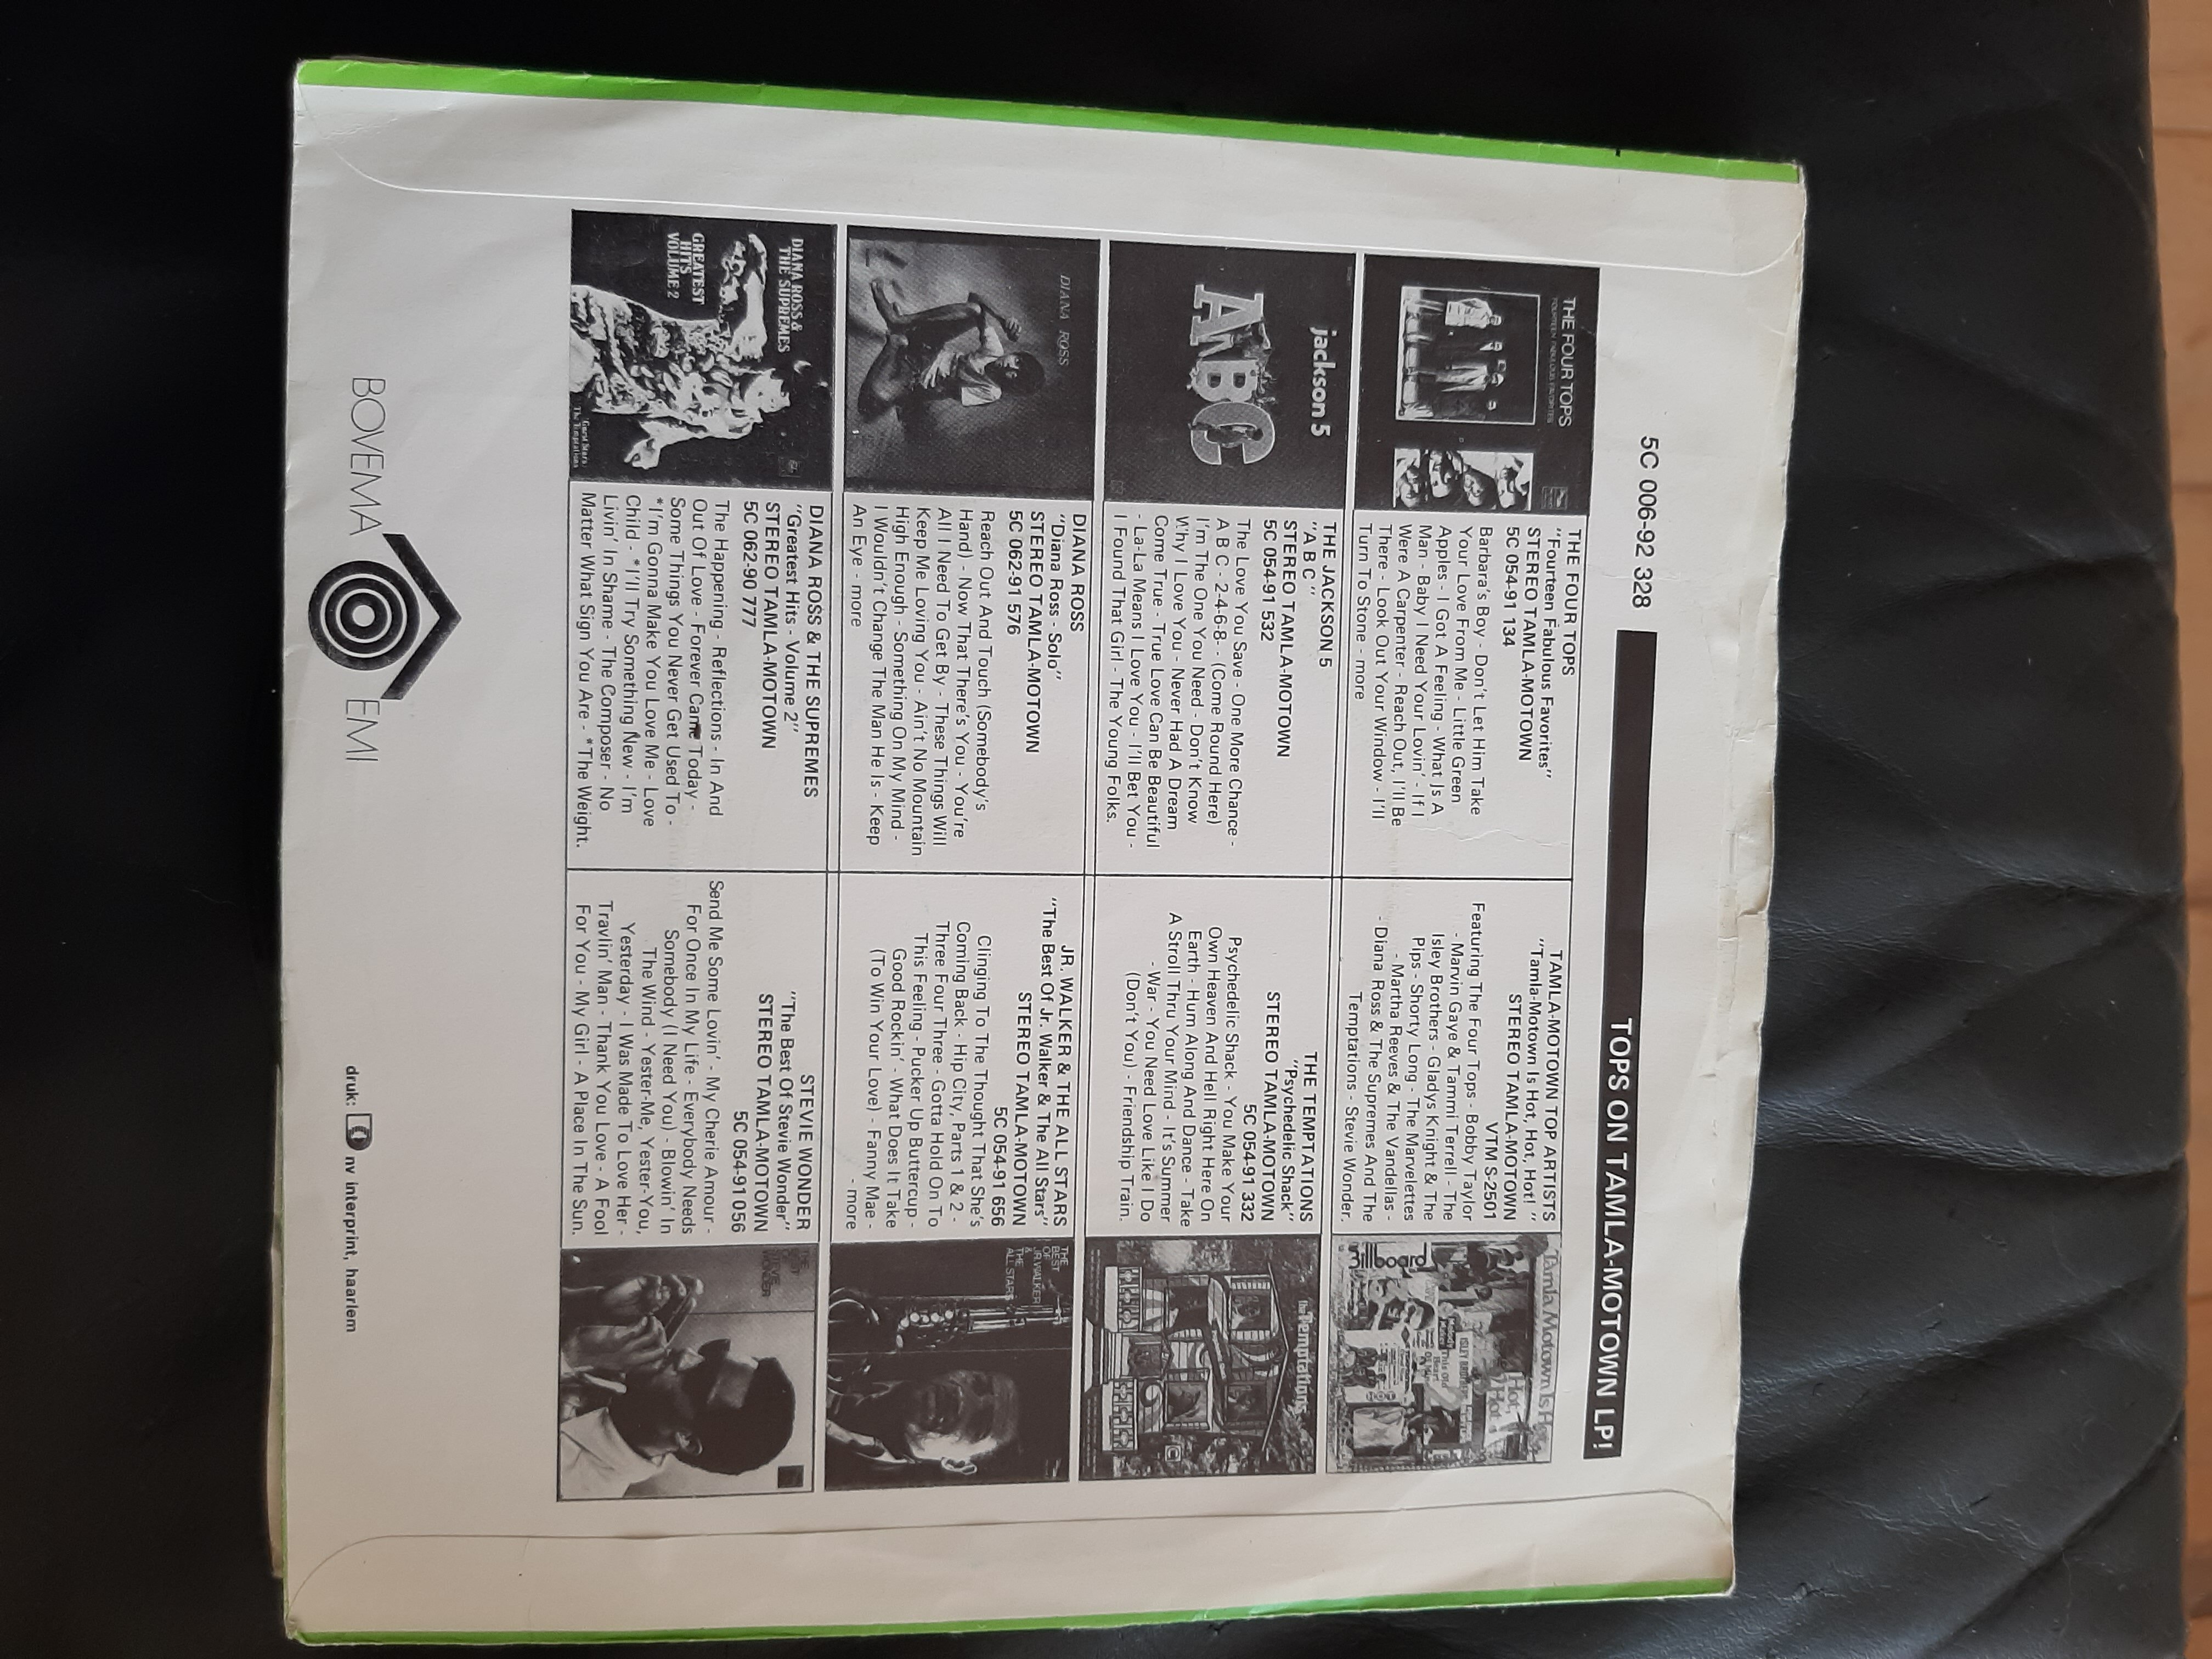 5C 006-92 328
TOPS ON TAMLA-MOTOWN LP!
THE FOUR TOPS
FOURTEEN FABULOUS FAVORITES
THE FOUR TOPS
"Fourteen Fabulous Favorites"
STEREO TAMLA-MOTOWN
5C 054-91 134
Barbara's Boy - Don't Let Him Take
Your Love From Me - Little Green
Apples - I Got A Feeling - What Is A
Man - Baby I Need Your Lovin' - If I
Were A Carpenter - Reach Out, I'll Be
There - Look Out Your Window - I'll
Turn To Stone - more
TAMLA-MOTOWN TOP ARTISTS
"Tamla-Motown Is Hot, Hot, Hot! "
STEREO TAMLA-MOTOWN
VTM S-2501
Featuring The Four Tops - Bobby Taylor
- Marvin Gaye & Tammi Terrell - The
Isley Brothers - Gladys Knight & The
Pips - Shorty Long - The Marvelettes
- Martha Reeves & The Vandellas -
- Diana Ross & The Supremes And The
Temptations - Stevie Wonder.
Tamla Motown Is Hot,
Hot,
Hot
Billboard
jackson 5
ABC
THE JACKSON 5
"A B C"
STEREO TAMLA-MOTOWN
5C 054-91 532
The Love You Save - One More Chance -
A B C - 2-4-6-8- - (Come Round Here)
I'm The One You Need - Don't Know
Why I Love You - Never Had A Dream
Come True - True Love Can Be Beautiful
- La-La Means I Love You - I'll Bet You -
I Found That Girl - The Young Folks.
THE TEMPTATIONS
"Psychedelic Shack"
STEREO TAMLA-MOTOWN
5C 054-91 332
Psychedelic Shack - You Make Your
Own Heaven And Hell Right Here On
Earth - Hum Along And Dance - Take
A Stroll Thru Your Mind - It's Summer
- War - You Need Love Like I Do
(Don't You) - Friendship Train.
the Temptations
DIANA ROSS
DIANA ROSS
"Diana Ross - Solo"
STEREO TAMLA-MOTOWN
5C 062-91 576
Reach Out And Touch (Somebody's
Hand) - Now That There's You - You're
All I Need To Get By - These Things Will
Keep Me Loving You - Ain't No Mountain
High Enough - Something On My Mind -
I Wouldn't Change The Man He Is - Keep
An Eye - more
JR. WALKER & THE ALL STARS
"The Best Of Jr. Walker & The All Stars"
STEREO TAMLA-MOTOWN
5C 054-91 656
Clinging To The Thought That She's
Coming Back - Hip City, Parts 1 & 2 -
Three Four Three - Gotta Hold On To
This Feeling - Pucker Up Buttercup -
Good Rockin' - What Does It Take
(To Win Your Love) - Fanny Mae -
- more
THE
BEST
OF
JR. WALKER
&
THE
ALL STARS
DIANA ROSS &
THE SUPREMES
GREATEST
HITS
VOLUME 2
Guest Stars:
The Temptations
DIANA ROSS & THE SUPREMES
"Greatest Hits - Volume 2"
STEREO TAMLA-MOTOWN
5C 062-90 777
The Happening - Reflections - In And
Out Of Love - Forever Came Today -
Some Things You Never Get Used To -
*I'm Gonna Make You Love Me - Love
Child - *I'll Try Something New - I'm
Livin' In Shame - The Composer - No
Matter What Sign You Are - *The Weight.
STEVIE WONDER
"The Best Of Stevie Wonder"
STEREO TAMLA-MOTOWN
5C 054-91 056
Send Me Some Lovin' - My Cherie Amour -
For Once In My Life - Everybody Needs
Somebody (I Need You) - Blowin' In
The Wind - Yester-Me, Yester-You,
Yesterday - I Was Made To Love Her -
Travlin' Man - Thank You Love - A Fool
For You - My Girl - A Place In The Sun.
BOVEMA EMI
druk: nv interprint, haarlem